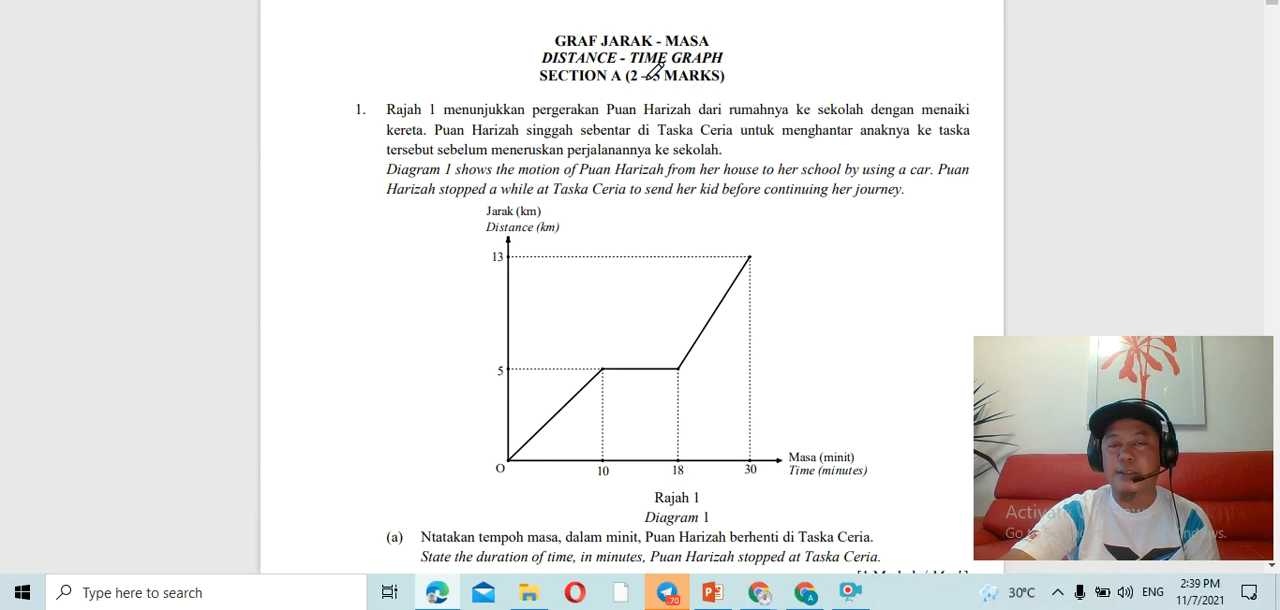 GRAF JARAK - MASA
DISTANCE - TIME GRAPH
SECTION A (2 - 3 MARKS)
1. Rajah 1 menunjukkan pergerakan Puan Harizah dari rumahnya ke sekolah dengan menaiki
kereta. Puan Harizah singgah sebentar di Taska Ceria untuk menghantar anaknya ke taska
tersebut sebelum meneruskan perjalanannya ke sekolah.
Diagram 1 shows the motion of Puan Harizah from her house to her school by using a car. Puan
Harizah stopped a while at Taska Ceria to send her kid before continuing her journey.
Jarak (km)
Distance (km)
13
5
O
10
18
30
Masa (minit)
Time (minutes)
Rajah 1
Diagram 1
(a) Ntatakan tempoh masa, dalam minit, Puan Harizah berhenti di Taska Ceria.
State the duration of time, in minutes, Puan Harizah stopped at Taska Ceria.
Type here to search
70
30°C
ENG
2:39 PM
11/7/2021